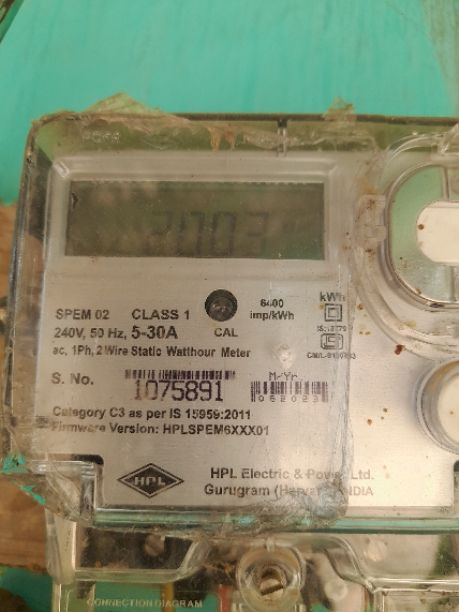 2003
SPEM 02 CLASS 1
6400
imp/kWh
kWh
240V, 50 Hz, 5-30A
CAL
ac, 1Ph, 2 Wire Static Watthour Meter
S. No. 1075891
M/Yr
052023
Category C3 as per IS 15959:2011
Firmware Version: HPLSPEM6XXX01
HPL
HPL Electric & Power Ltd.
Gurugram (Haryana) INDIA
CONNECTION DIAGRAM